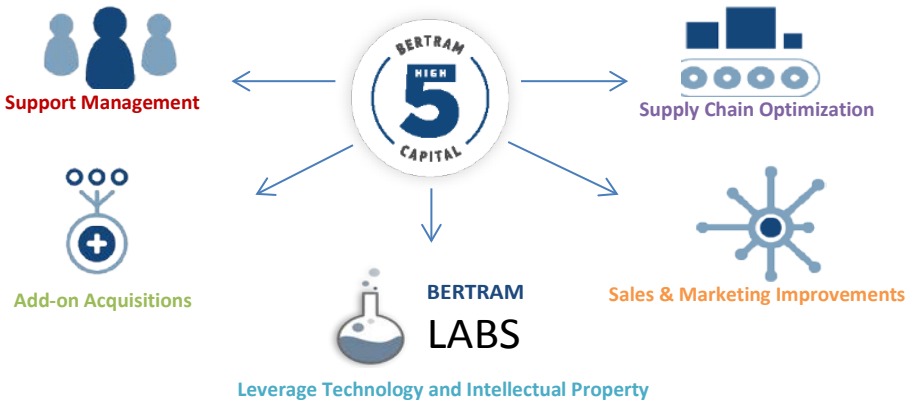 BERTRAM
HIGH
5
CAPITAL
Support Management
Supply Chain Optimization
Add-on Acquisitions
Sales & Marketing Improvements
BERTRAM
LABS
Leverage Technology and Intellectual Property